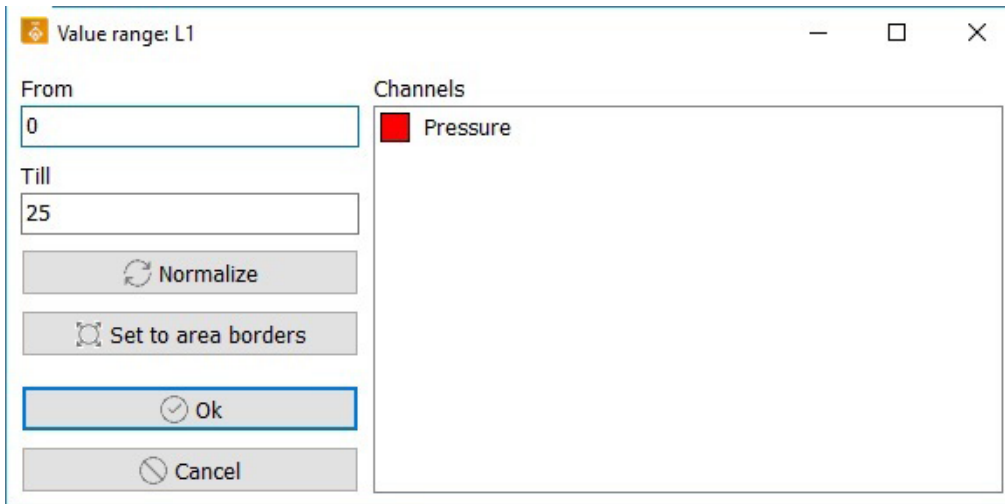 Value range: L1
From
0
Till
25
Normalize
Set to area borders
Ok
Cancel
Channels
Pressure